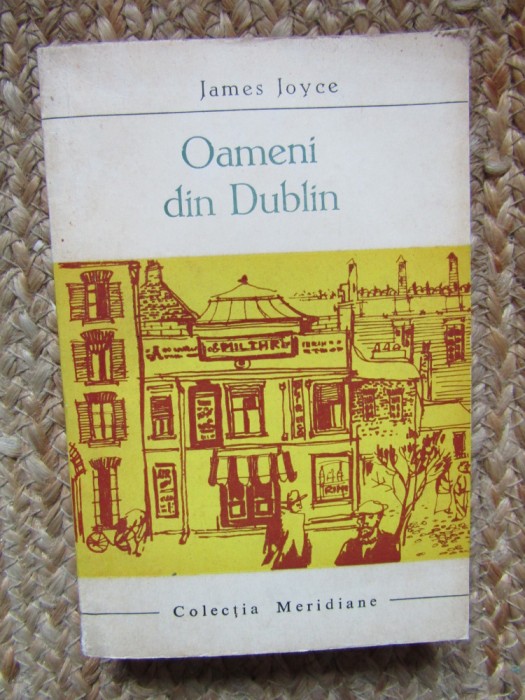 James Joyce
Oameni
din Dublin
Colecția Meridiane